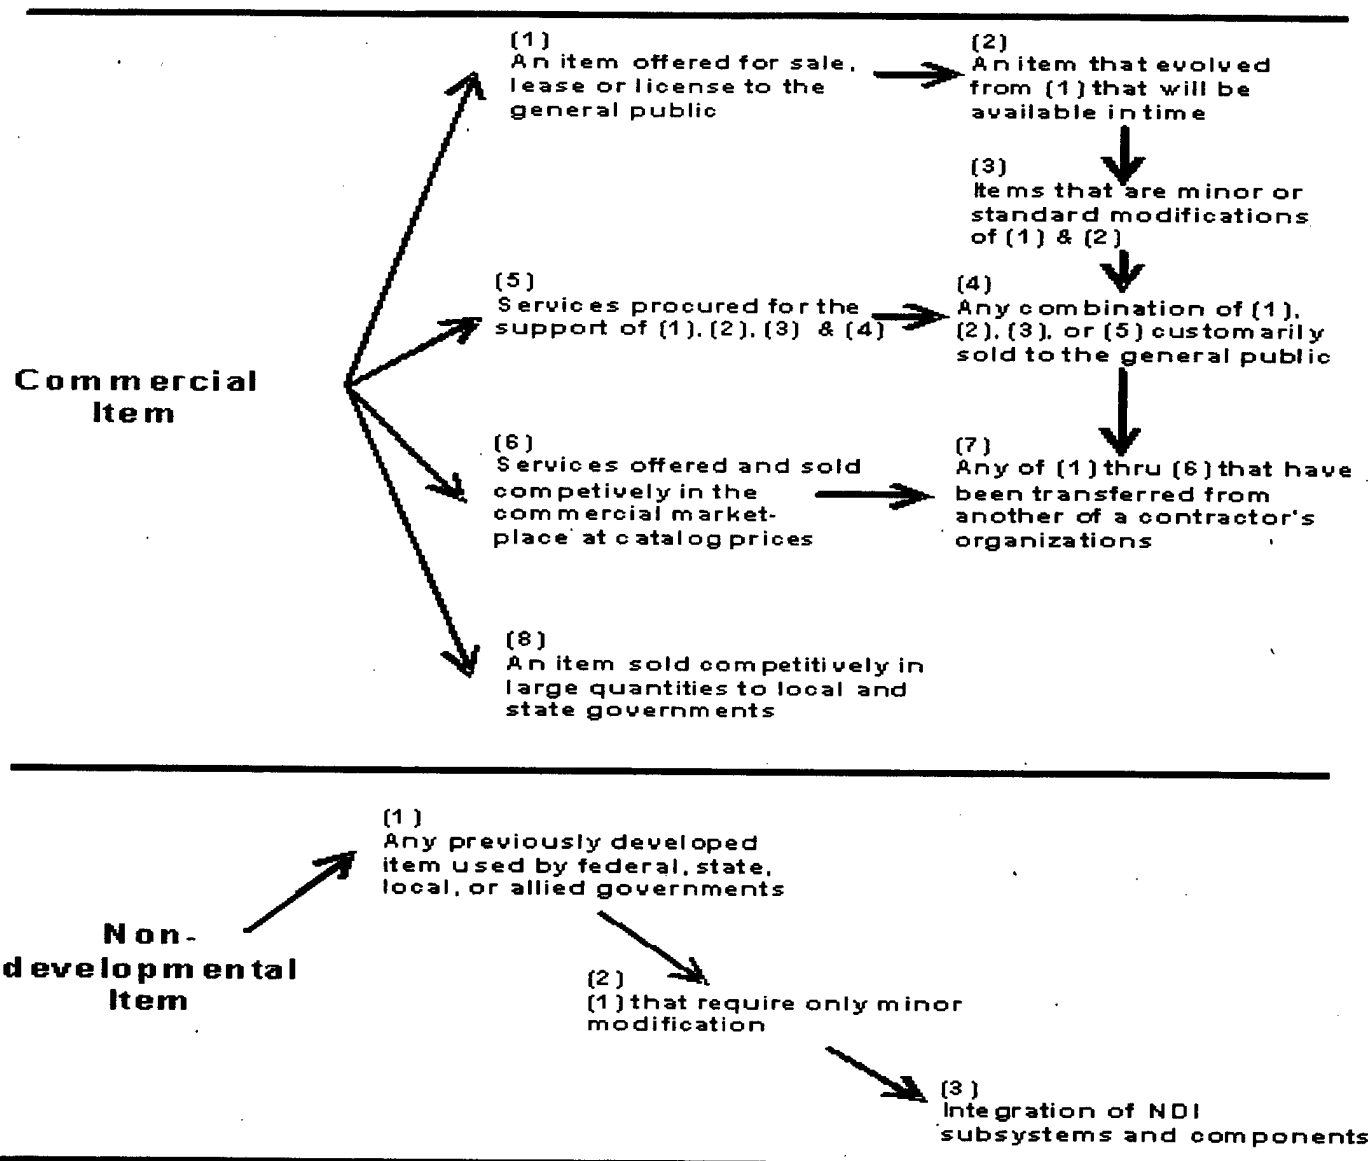 (1)
An item offered for sale,
lease or license to the
general public
(2)
An item that evolved
from (1) that will be
available in time
(3)
Items that are minor or
standard modifications
of (1) & (2)
(5)
Services procured for the
support of (1), (2), (3) & (4)
(4)
Any combination of (1),
(2), (3), or (5) customarily
sold to the general public
Commercial
Item
(6)
Services offered and sold
competively in the
commercial market-
place at catalog prices
(7)
Any of (1) thru (6) that have
been transferred from
another of a contractor's
organizations
(8)
An item sold competitively in
large quantities to local and
state governments
(1)
Any previously developed
item used by federal, state,
local, or allied governments
Non-
developmental
Item
(2)
(1) that require only minor
modification
(3)
Integration of NDI
subsystems and components